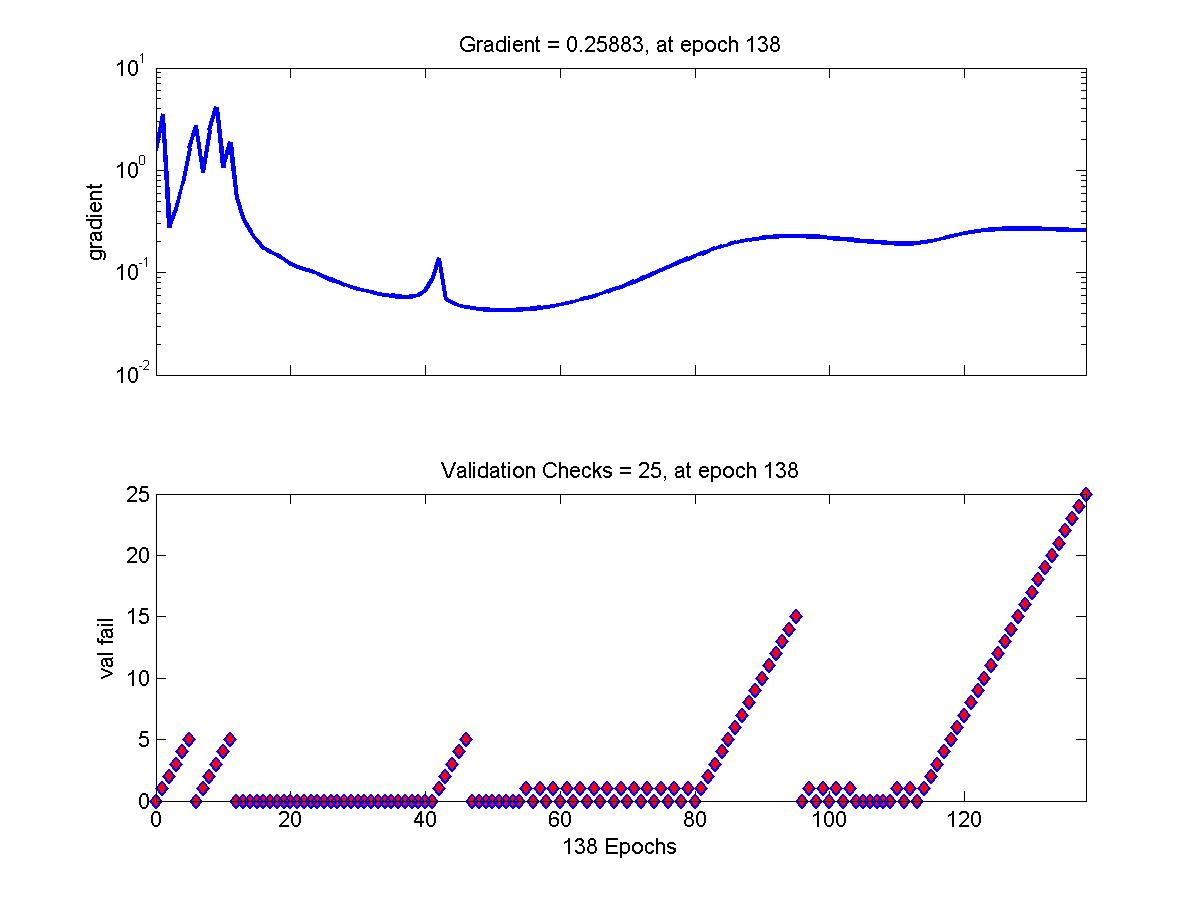 Gradient = 0.25883, at epoch 138
10^1
10^0
10^-1
10^-2
gradient
Validation Checks = 25, at epoch 138
25
20
15
10
5
0
val fail
0 20 40 60 80 100 120
138 Epochs